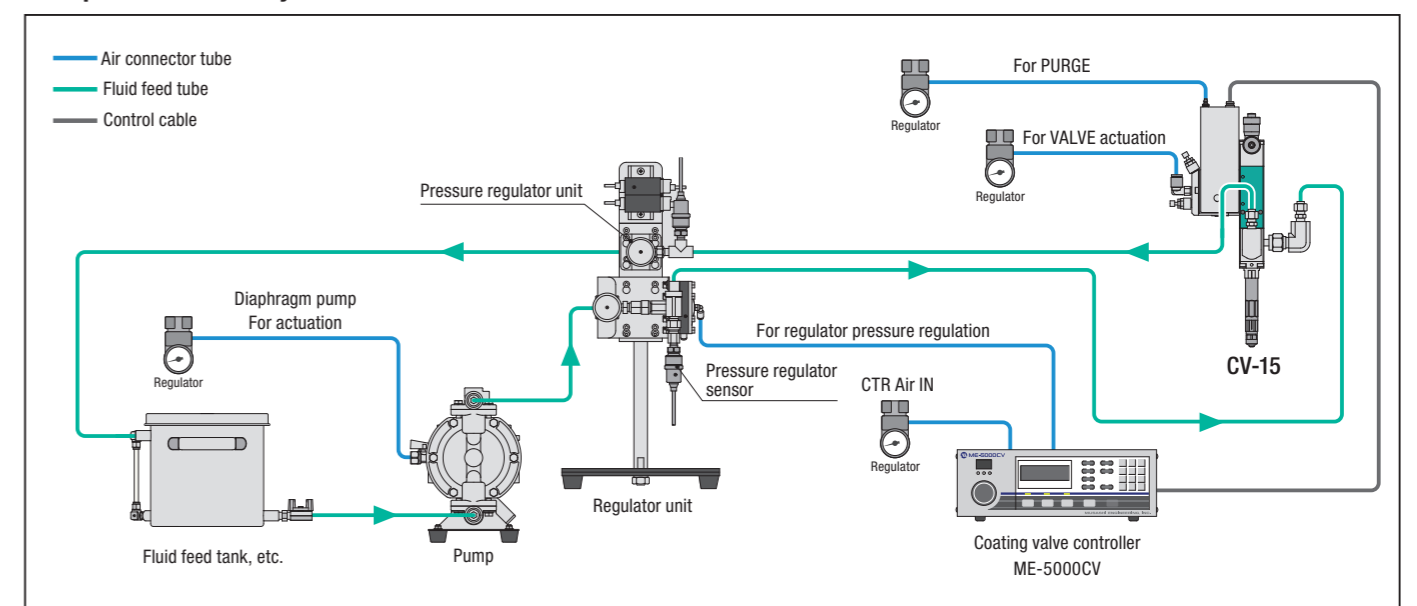 Air connector tube
Fluid feed tube
Control cable
For PURGE
Regulator
For VALVE actuation
Regulator
Pressure regulator unit
Diaphragm pump
For actuation
Regulator
For regulator pressure regulation
Pressure regulator
sensor
CV-15
CTR Air IN
Regulator
ME-5000CV
Regulator unit
Fluid feed tank, etc.
Pump
Coating valve controller
ME-5000CV